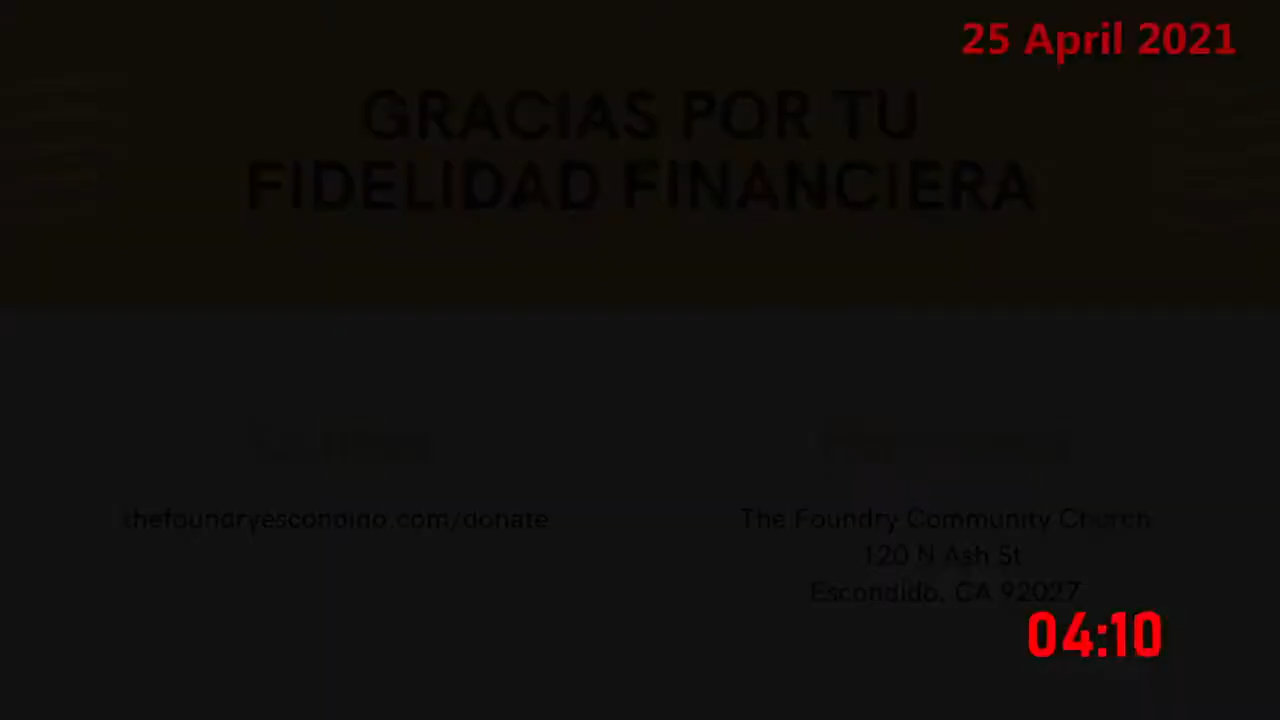 25 April 2021
GRACIAS POR TU
FIDELIDAD FINANCIERA
thefoundryescondido.com/donate
The Foundry Community Church
120 N Ash St
Escondido, CA 92027
04:10